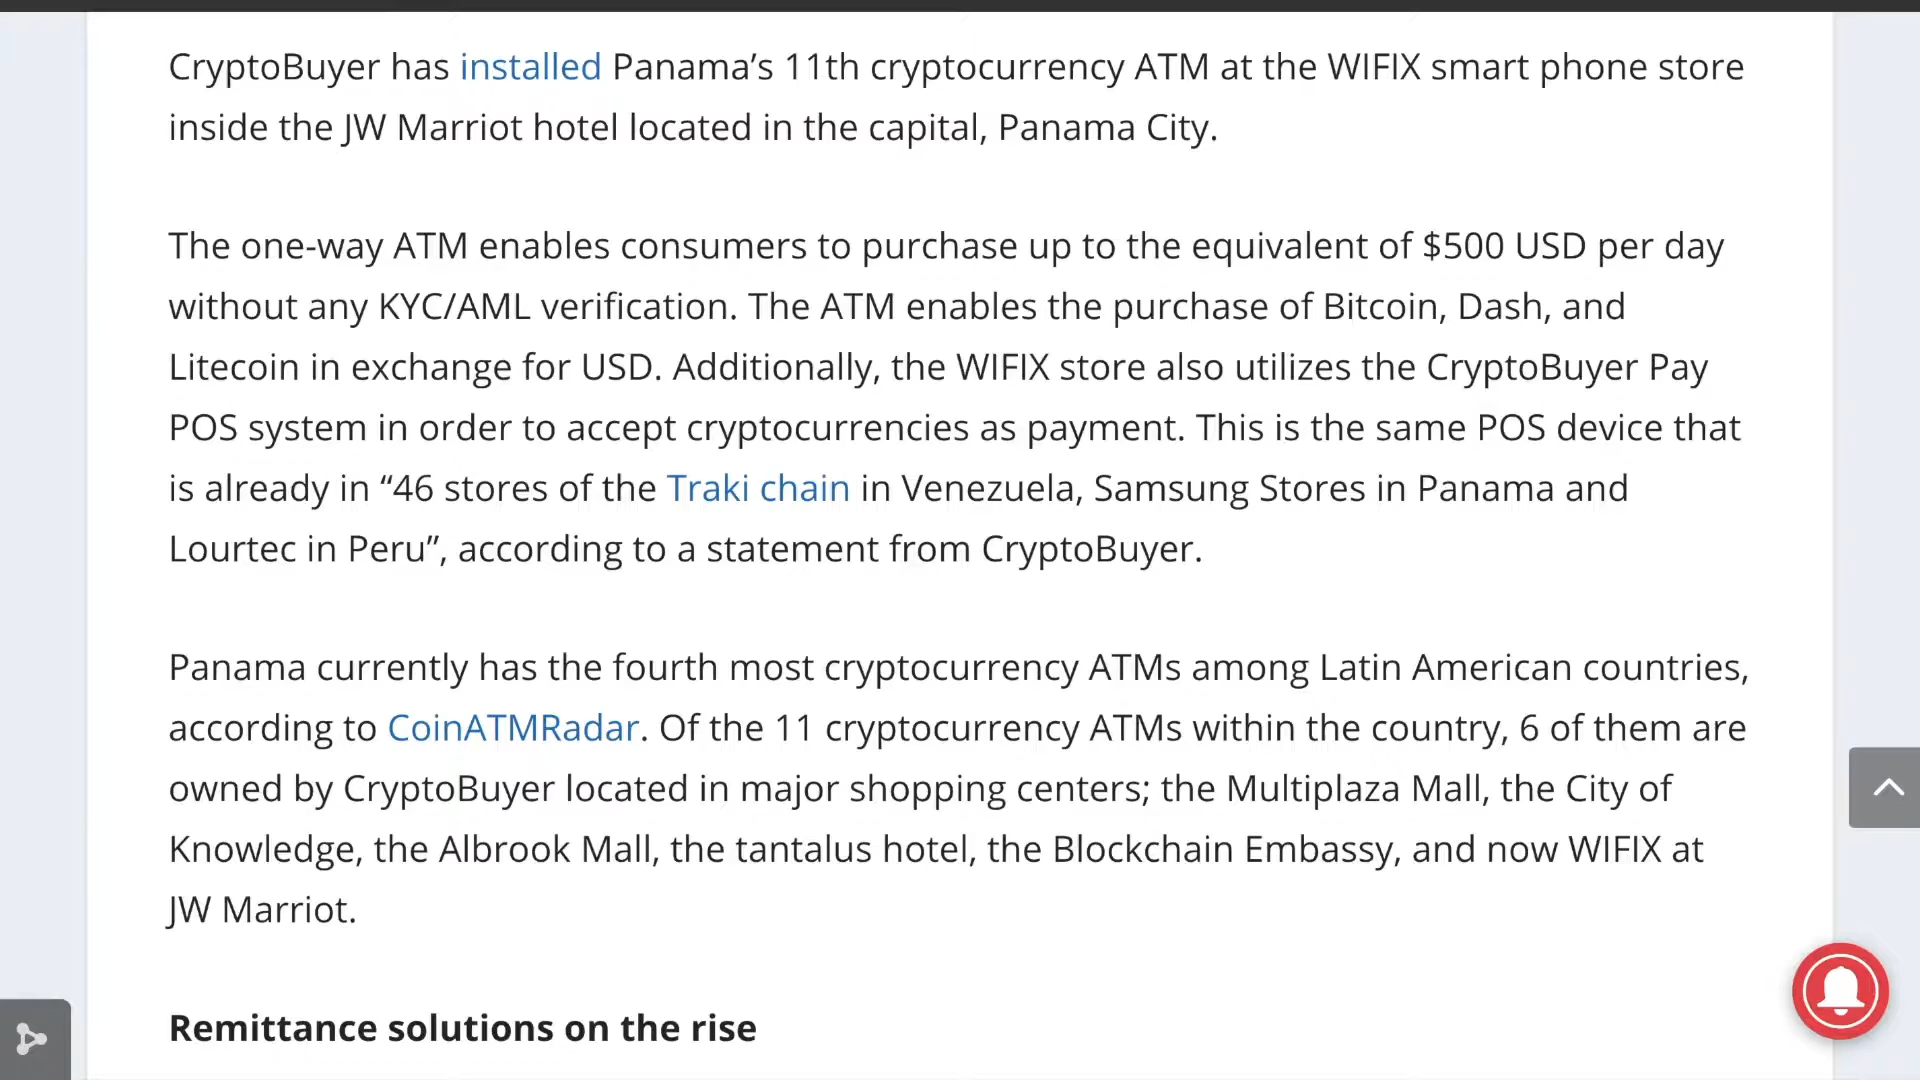 CryptoBuyer has installed Panama’s 11th cryptocurrency ATM at the WIFIX smart phone store
inside the JW Marriot hotel located in the capital, Panama City.
The one-way ATM enables consumers to purchase up to the equivalent of $500 USD per day
without any KYC/AML verification. The ATM enables the purchase of Bitcoin, Dash, and
Litecoin in exchange for USD. Additionally, the WIFIX store also utilizes the CryptoBuyer Pay
POS system in order to accept cryptocurrencies as payment. This is the same POS device that
is already in “46 stores of the Traki chain in Venezuela, Samsung Stores in Panama and
Lourtec in Peru”, according to a statement from CryptoBuyer.
Panama currently has the fourth most cryptocurrency ATMs among Latin American countries,
according to CoinATMRadar. Of the 11 cryptocurrency ATMs within the country, 6 of them are
owned by CryptoBuyer located in major shopping centers; the Multiplaza Mall, the City of
Knowledge, the Albrook Mall, the tantalus hotel, the Blockchain Embassy, and now WIFIX at
JW Marriot.
Remittance solutions on the rise